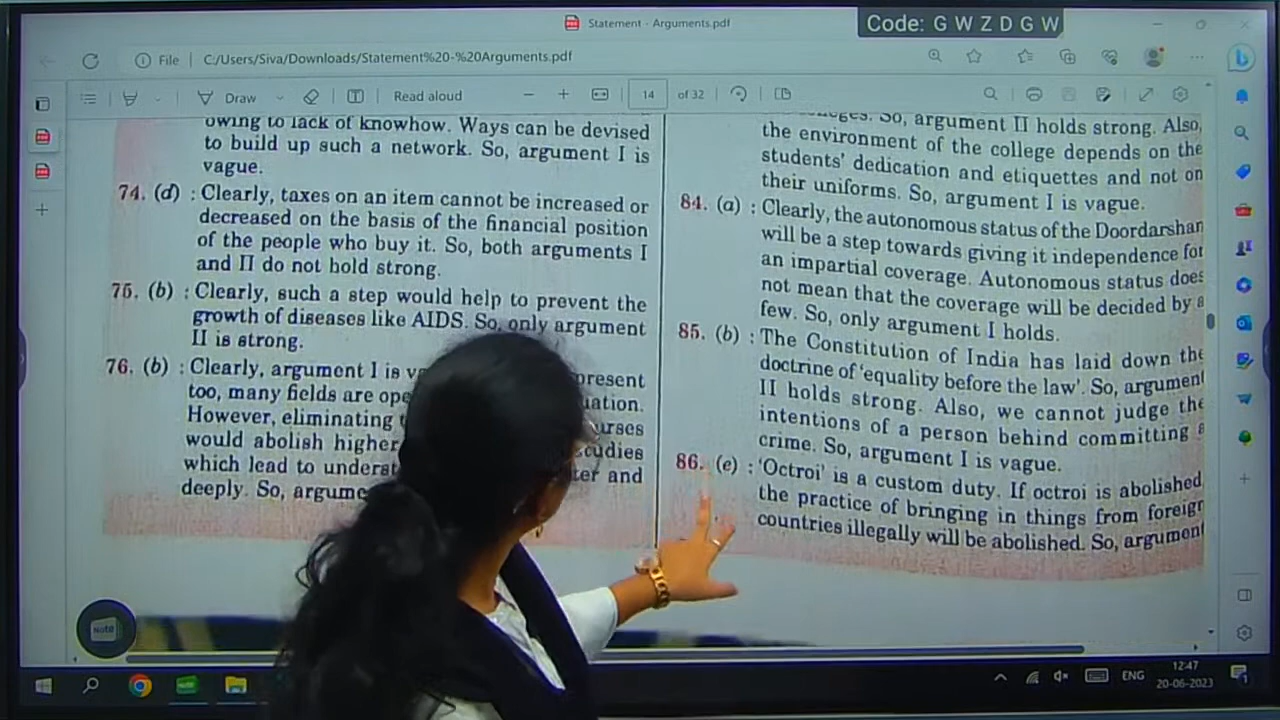 Statement - Arguments.pdf
Code: G W Z D G W
File
C:/Users/Siva/Downloads/Statement%20-%20Arguments.pdf
Draw
Read aloud
14
of 32
owing to lack of knowhow. Ways can be devised
to build up such a network. So, argument I is
vague.
74. (d) : Clearly, taxes on an item cannot be increased or
decreased on the basis of the financial position
of the people who buy it. So, both arguments I
and II do not hold strong.
75. (b) : Clearly, such a step would help to prevent the
growth of diseases like AIDS. So, only argument
II is strong.
76. (b) : Clearly, argument I is present
too, many fields are
However, eliminating
would abolish higher studies
which lead to and
deeply. So,
So, argument II holds strong. Also,
the environment of the college depends on the
students' dedication and etiquettes and not on
their uniforms. So, argument I is vague.
84. (a) : Clearly, the autonomous status of the Doordarshan
will be a step towards giving it independence for
an impartial coverage. Autonomous status does
not mean that the coverage will be decided by a
few. So, only argument I holds.
85. (b) : The Constitution of India has laid down the
doctrine of 'equality before the law'. So, argument
II holds strong. Also, we cannot judge the
intentions of a person behind committing a
crime. So, argument I is vague.
86. (e) : 'Octroi' is a custom duty. If octroi is abolished
the practice of bringing in things from foreign
countries illegally will be abolished. So, argument
Note
ENG
12:47
20-06-2023